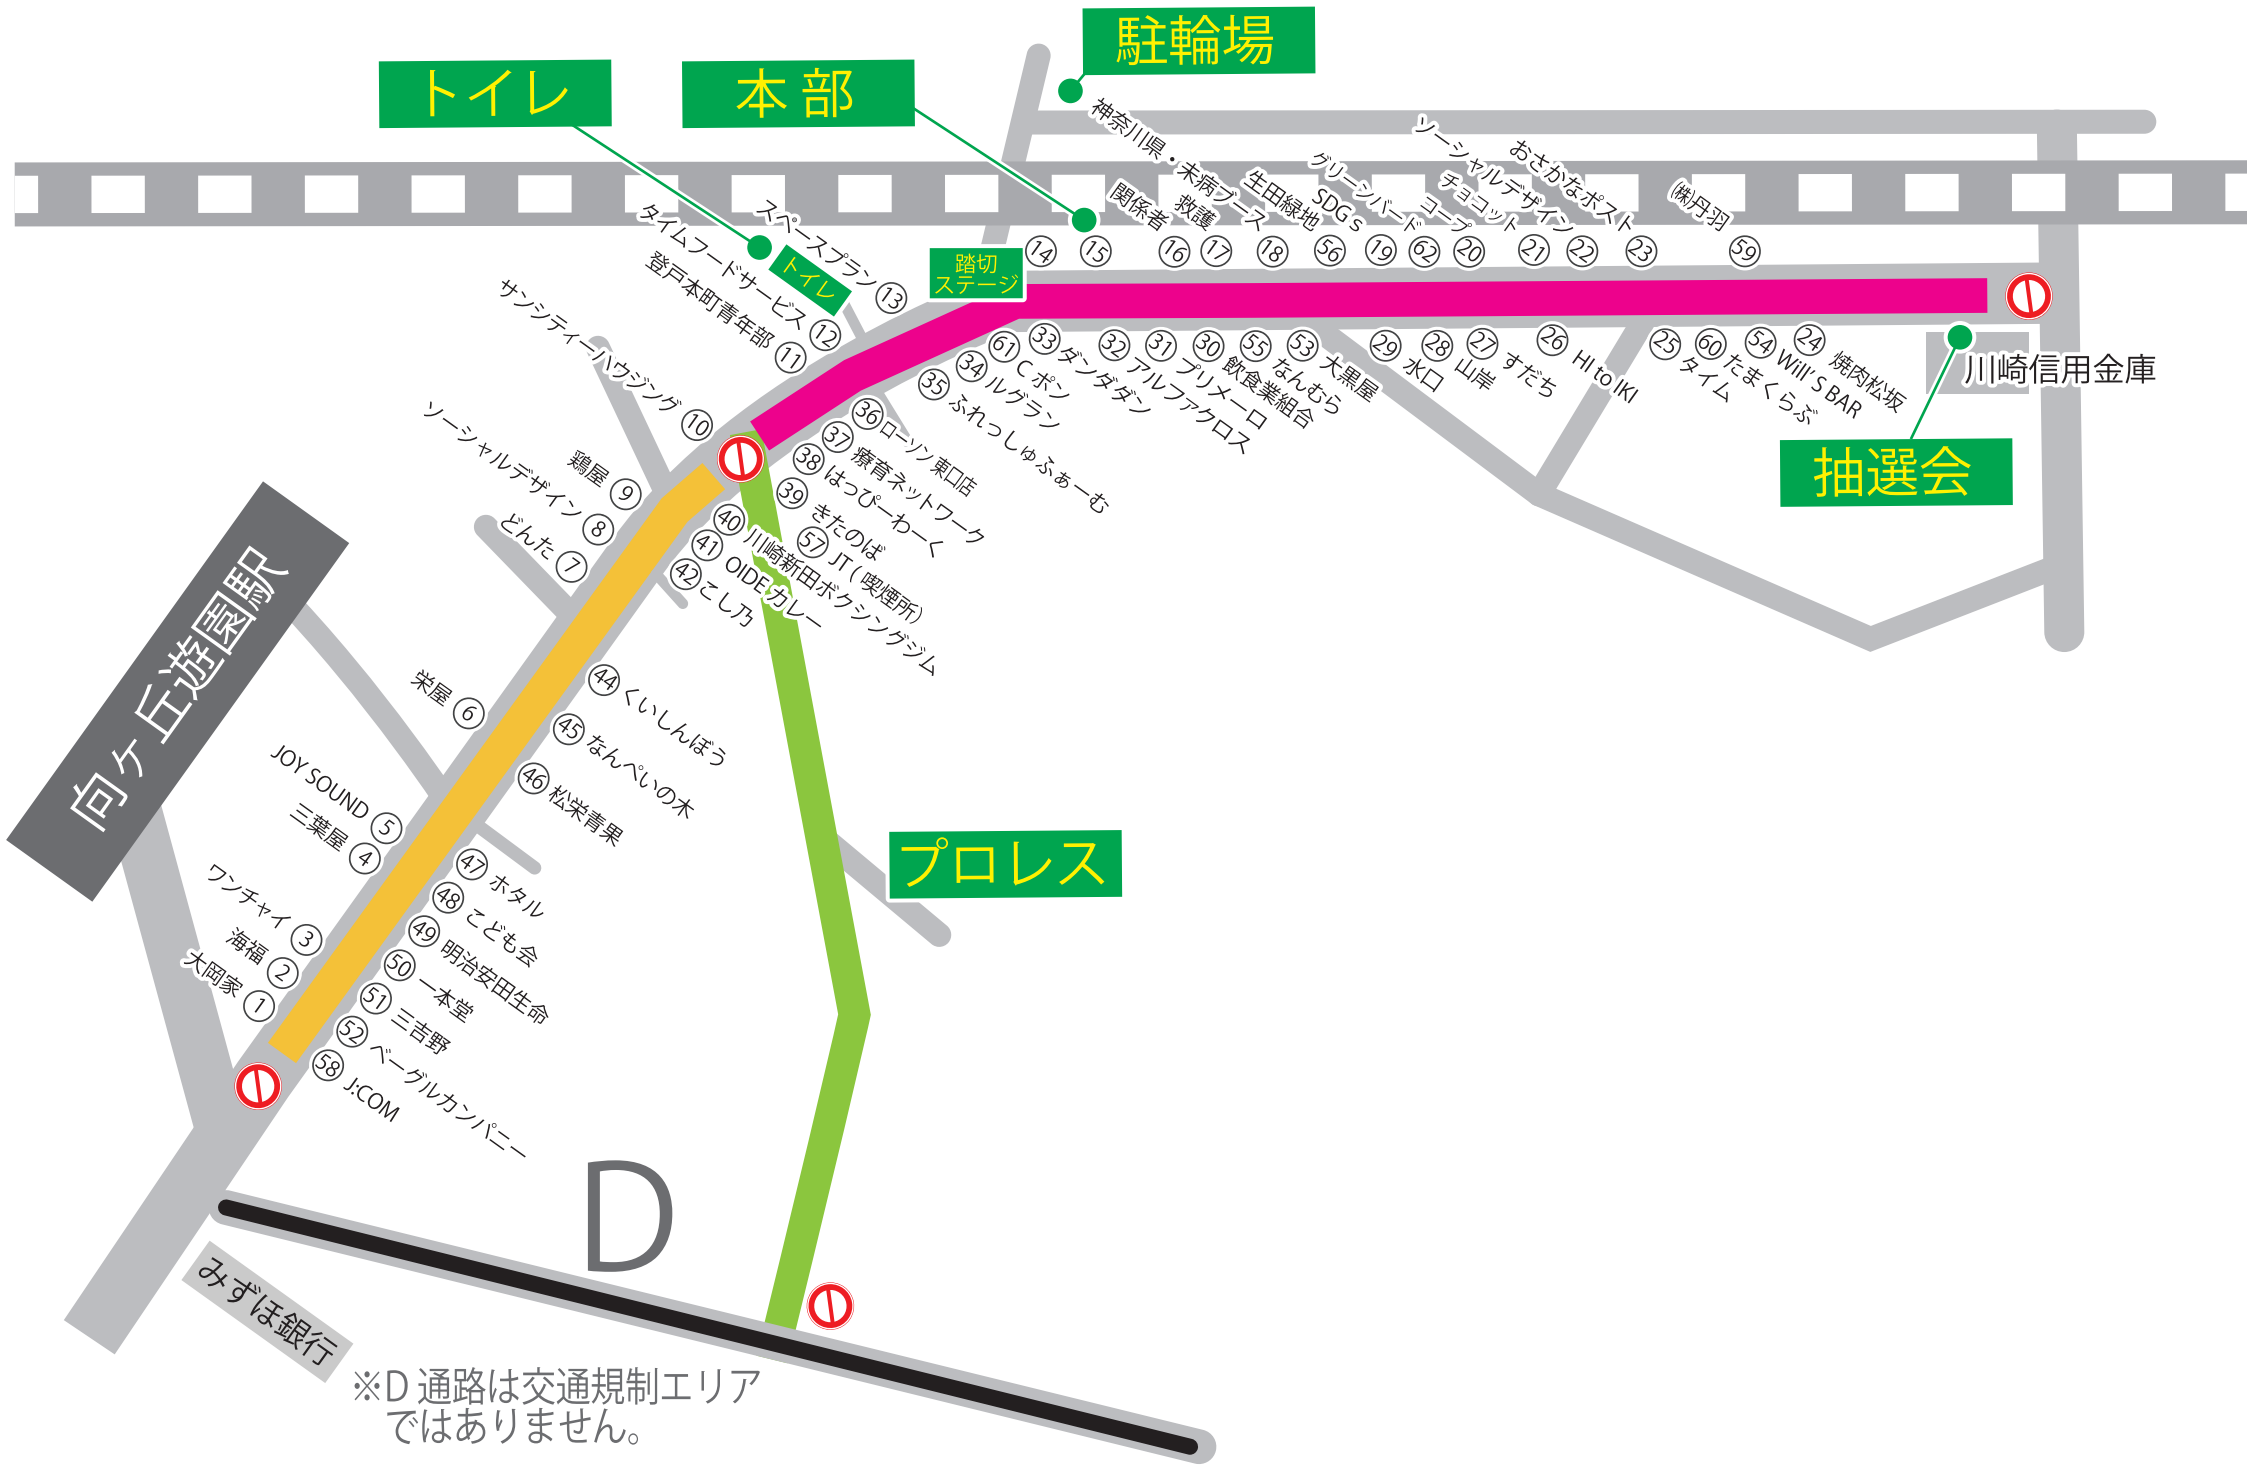 駐輪場
トイレ
本部
神奈川県・未病ブース
関係者
救護
生田緑地
SDGs
グリーンバード
コープ
ソーシャルデザイン
チョコット
おさかなポスト
㈱丹羽
⑭
⑮
⑯
⑰
⑱
56
⑲
62
⑳
㉑
㉒
㉓
59
踏切
ステージ
トイレ
スペースプラン ⑬
タイムフードサービス ⑫
登戸本町青年部 ⑪
サンシティーハウジング ⑩
鶏屋 ⑨
ソーシャルデザイン ⑧
どんた ⑦
栄屋 ⑥
JOY SOUND ⑤
三葉屋 ④
ワンチャイ ③
海福 ②
大岡家 ①
向ヶ丘遊園駅
61 C ポン
㉝ ダンダダン
㉜ アルファクロス
㉛ プリメーロ
㉚ 飲食業組合
55 なんむら
53 大黒屋
㉙ 水口
㉘ 山岸
㉗ すだち
㉖ HI to IKI
㉕ タイム
60 たまくらぶ
54 Will’S BAR
㉔ 焼肉松坂
川崎信用金庫
抽選会
㉞ ルグラン
㉟ ふれっしゅふぁーむ
㊱ ローソン東口店
㊲ 療育ネットワーク
㊳ はっぴーわーく
㊴ きたのば
57 JT ( 喫煙所）
㊵ 川崎新田ボクシングジム
㊶ OIDE カレー
㊷ こし乃
㊹ くいしんぼう
㊺ なんぺいの木
㊻ 松栄青果
㊼ ホタル
㊽ こども会
㊾ 明治安田生命
㊿ 一本堂
51 三吉野
52 ベーグルカンパニー
58 J:COM
プロレス
D
みずほ銀行
※D 通路は交通規制エリア
ではありません。